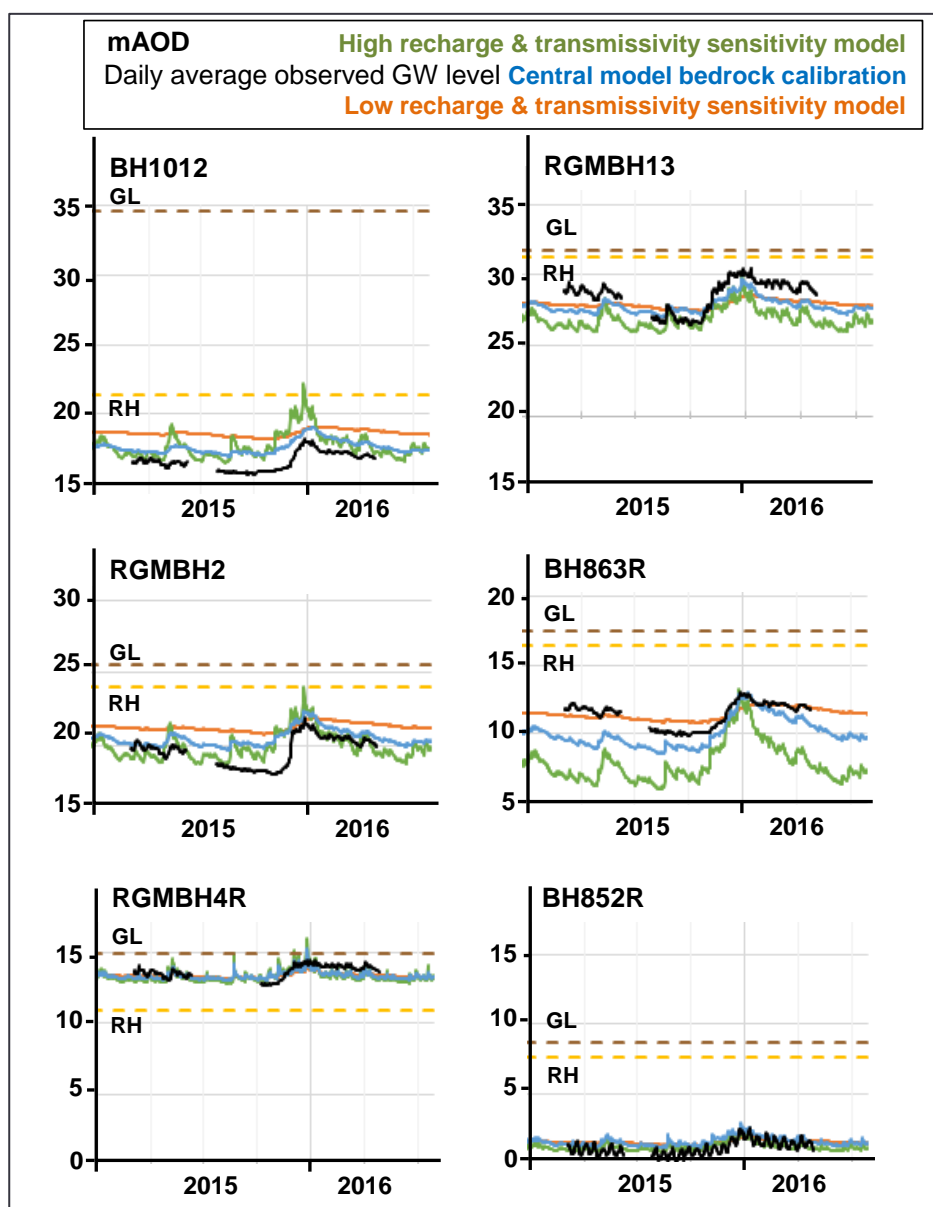 mAOD High recharge & transmissivity sensitivity model
Daily average observed GW level Central model bedrock calibration
Low recharge & transmissivity sensitivity model
BH1012
GL
35
30
25
RH
20
15
2015 2016
RGMBH13
35
GL
30
RH
25
20
15
2015 2016
RGMBH2
30
GL
25
RH
20
15
2015 2016
BH863R
20
GL
15
RH
10
5
2015 2016
RGMBH4R
GL
15
10
RH
5
0
2015 2016
BH852R
15
10
GL
RH
5
0
2015 2016